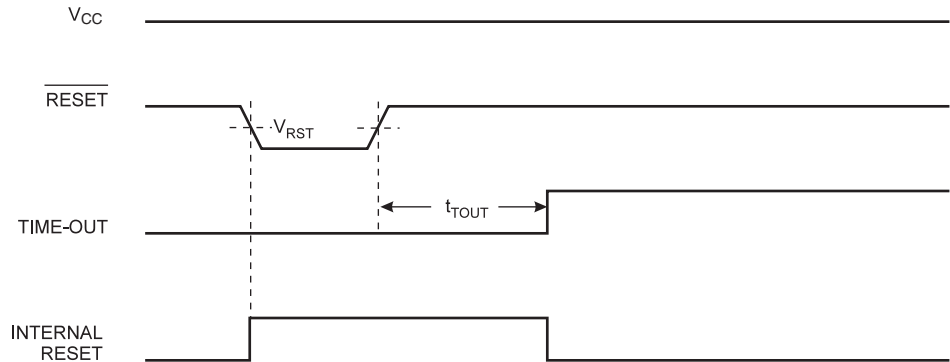 VCC
RESET
VRST
tTOUT
TIME-OUT
INTERNAL
RESET